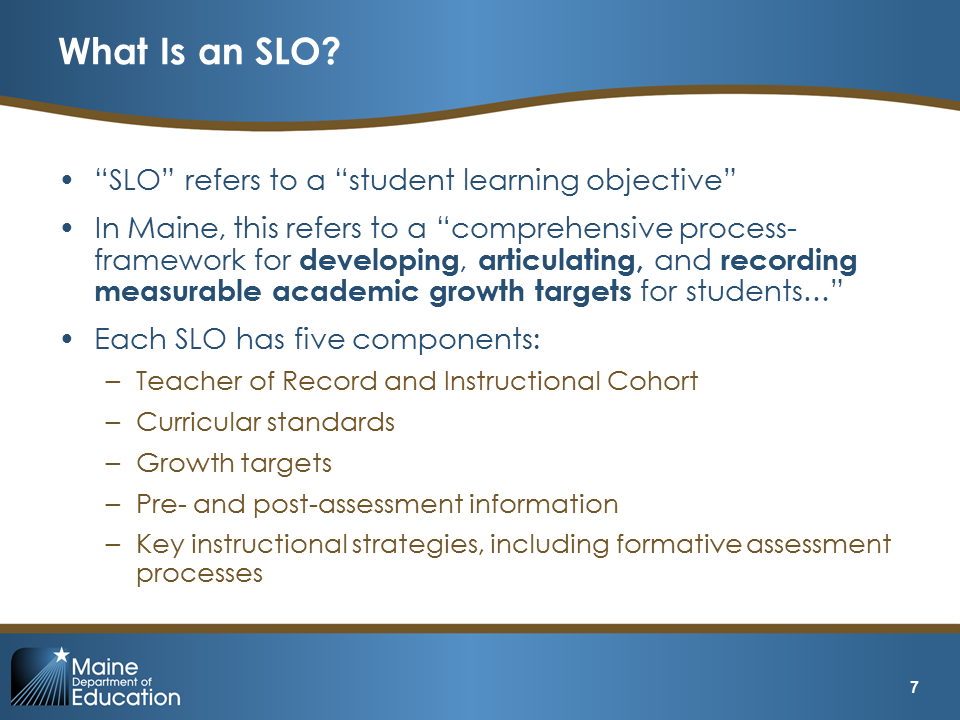 What Is an SLO?
• “SLO” refers to a “student learning objective”
• In Maine, this refers to a “comprehensive process-
framework for developing, articulating, and recording
measurable academic growth targets for students…”
• Each SLO has five components:
– Teacher of Record and Instructional Cohort
– Curricular standards
– Growth targets
– Pre- and post-assessment information
– Key instructional strategies, including formative assessment
processes
Maine
Department of
Education
7